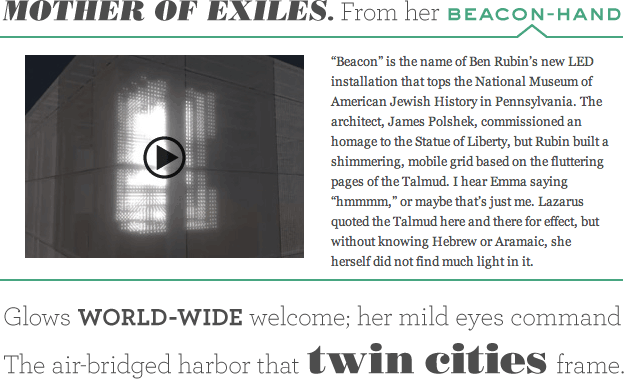 MOTHER OF EXILES. From her BEACON-HAND
“Beacon” is the name of Ben Rubin’s new LED
installation that tops the National Museum of
American Jewish History in Pennsylvania. The
architect, James Polshek, commissioned an
homage to the Statue of Liberty, but Rubin built a
shimmering, mobile grid based on the fluttering
pages of the Talmud. I hear Emma saying
“hmmmm,” or maybe that’s just me. Lazarus
quoted the Talmud here and there for effect, but
without knowing Hebrew or Aramaic, she
herself did not find much light in it.
Glows WORLD-WIDE welcome; her mild eyes command
The air-bridged harbor that twin cities frame.